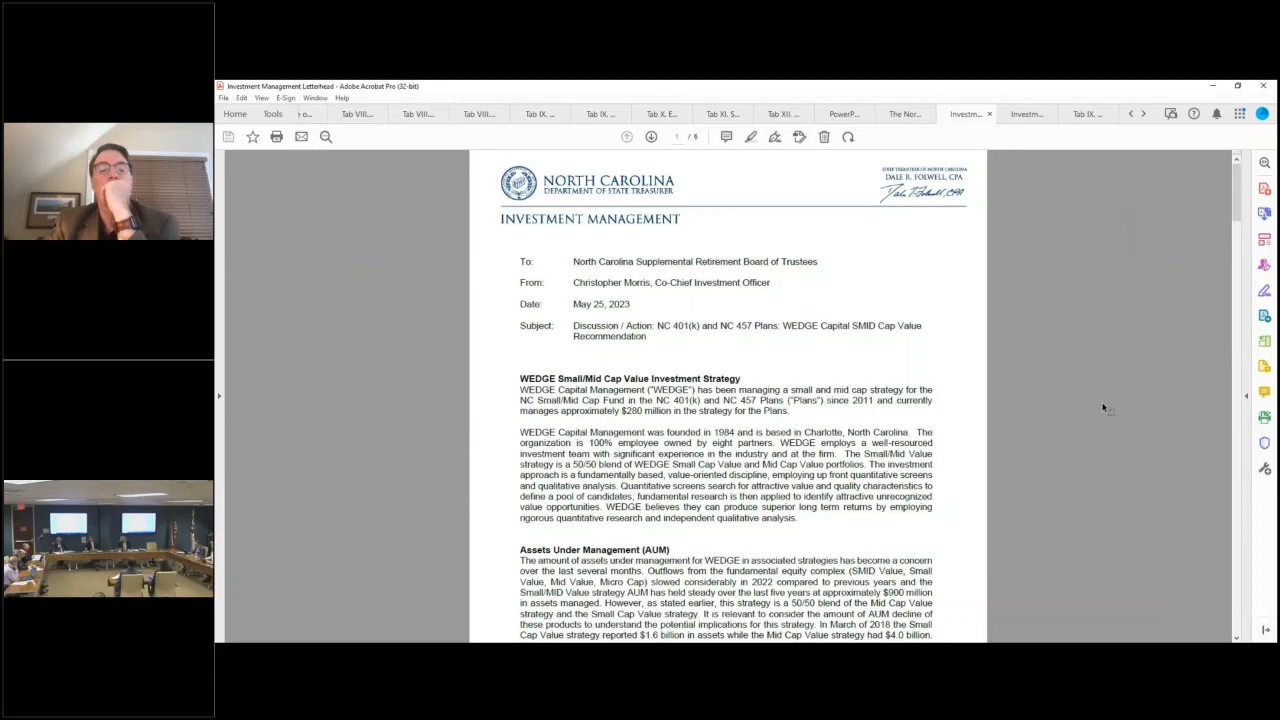 Investment Management Letterhead - Adobe Acrobat Pro (32-bit)
File Edit View E-Sign Window Help
Home Tools e o... Tab VIII.... Tab VIII.... Tab VIII.... Tab IX. ... Tab IX. ... Tab X. E... Tab XI. S... Tab XII. ... PowerP... The Nor... Investm... × Investm... Tab IX. ...
1 / 6
NORTH CAROLINA
DEPARTMENT OF STATE TREASURER
STATE TREASURER OF NORTH CAROLINA
DALE R. FOLWELL, CPA
Dale R. Folwell, CPA
INVESTMENT MANAGEMENT
To: North Carolina Supplemental Retirement Board of Trustees
From: Christopher Morris, Co-Chief Investment Officer
Date: May 25, 2023
Subject: Discussion / Action: NC 401(k) and NC 457 Plans: WEDGE Capital SMID Cap Value
Recommendation
WEDGE Small/Mid Cap Value Investment Strategy
WEDGE Capital Management ("WEDGE") has been managing a small and mid cap strategy for the
NC Small/Mid Cap Fund in the NC 401(k) and NC 457 Plans ("Plans") since 2011 and currently
manages approximately $280 million in the strategy for the Plans.
WEDGE Capital Management was founded in 1984 and is based in Charlotte, North Carolina. The
organization is 100% employee owned by eight partners. WEDGE employs a well-resourced
investment team with significant experience in the industry and at the firm. The Small/Mid Value
strategy is a 50/50 blend of WEDGE Small Cap Value and Mid Cap Value portfolios. The investment
approach is a fundamentally based, value-oriented discipline, employing up front quantitative screens
and qualitative analysis. Quantitative screens search for attractive value and quality characteristics to
define a pool of candidates; fundamental research is then applied to identify attractive unrecognized
value opportunities. WEDGE believes they can produce superior long term returns by employing
rigorous quantitative research and independent qualitative analysis.
Assets Under Management (AUM)
The amount of assets under management for WEDGE in associated strategies has become a concern
over the last several months. Outflows from the fundamental equity complex (SMID Value, Small
Value, Mid Value, Micro Cap) slowed considerably in 2022 compared to previous years and the
Small/MID Value strategy AUM has held steady over the last five years at approximately $900 million
in assets managed. However, as stated earlier, this strategy is a 50/50 blend of the Mid Cap Value
strategy and the Small Cap Value strategy. It is relevant to consider the amount of AUM decline of
these products to understand the potential implications for this strategy. In March of 2018 the Small
Cap Value strategy reported $1.6 billion in assets while the Mid Cap Value strategy had $4.0 billion.